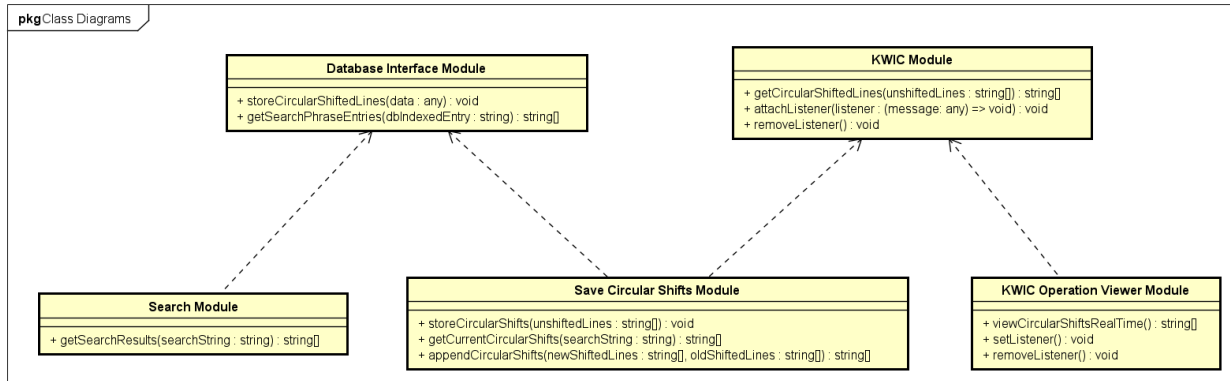 pkg Class Diagrams
Database Interface Module
+ storeCircularShiftedLines(data : any) : void
+ getSearchPhraseEntries(dbIndexedEntry : string) : string[]
KWIC Module
+ getCircularShiftedLines(unshiftedLines : string[]) : string[]
+ attachListener(listener : (message: any) => void) : void
+ removeListener() : void
Search Module
+ getSearchResults(searchString : string) : string[]
Save Circular Shifts Module
+ storeCircularShifts(unshiftedLines : string[]) : void
+ getCurrentCircularShifts(searchString : string) : string[]
+ appendCircularShifts(newShiftedLines : string[], oldShiftedLines : string[]) : string[]
KWIC Operation Viewer Module
+ viewCircularShiftsRealTime() : string[]
+ setListener() : void
+ removeListener() : void